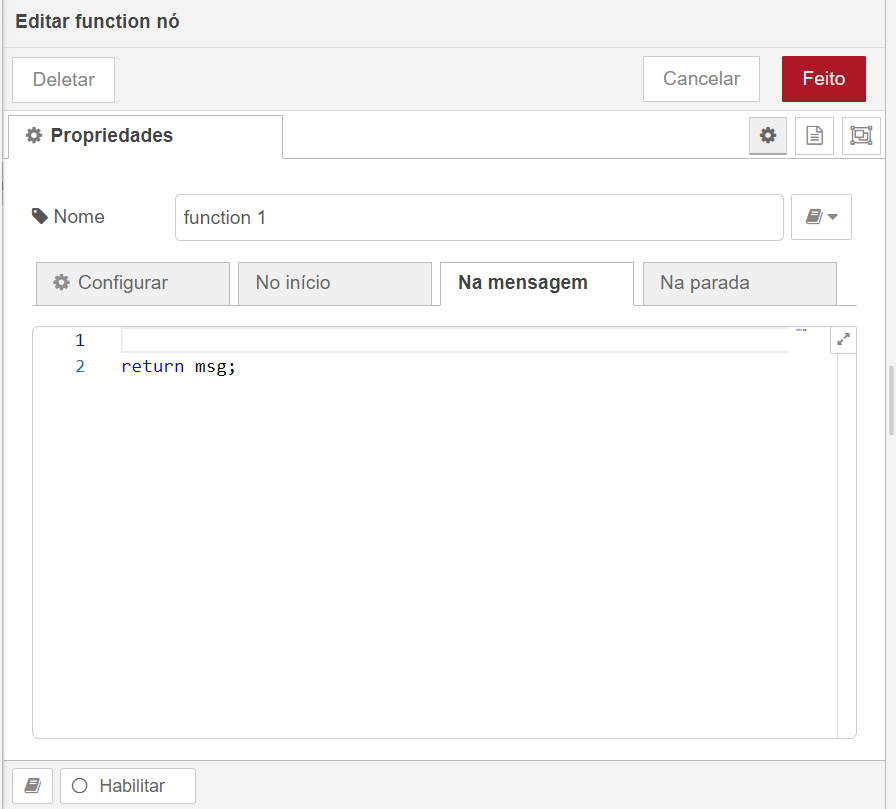 Editar function nó
Deletar Cancelar Feito
Propriedades
Nome function 1
Configurar No início Na mensagem Na parada
1
2 return msg;
Habilitar